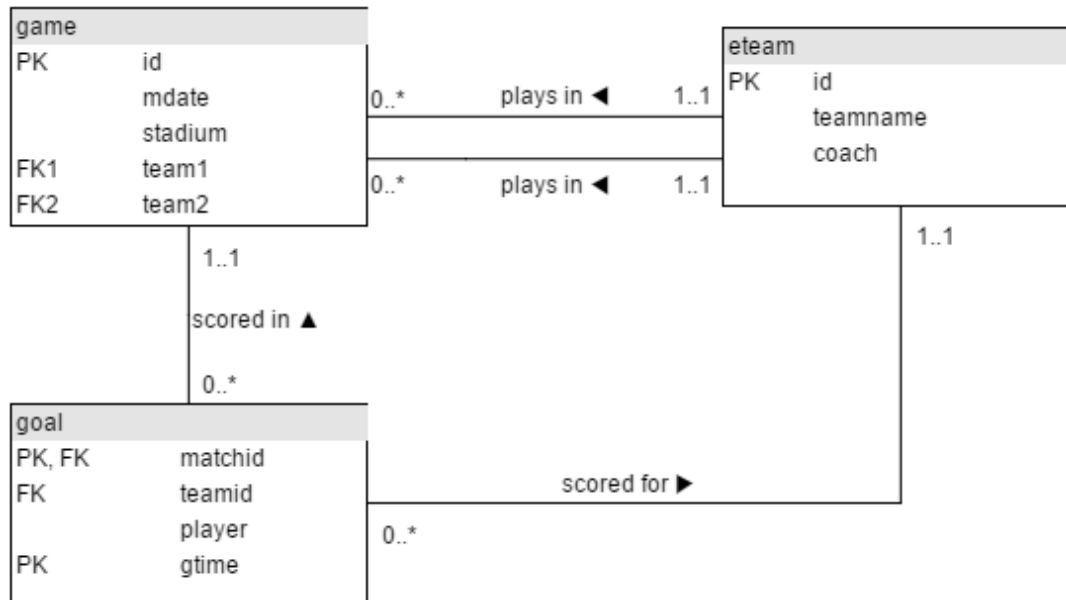 game
PK id
mdate
stadium
FK1 team1
FK2 team2
eteam
PK id
teamname
coach
0..* plays in ◀ 1..1
0..* plays in ◀ 1..1
1..1
scored in ▲
0..*
1..1
goal
PK, FK matchid
FK teamid
player
PK gtime
scored for ▶
0..*